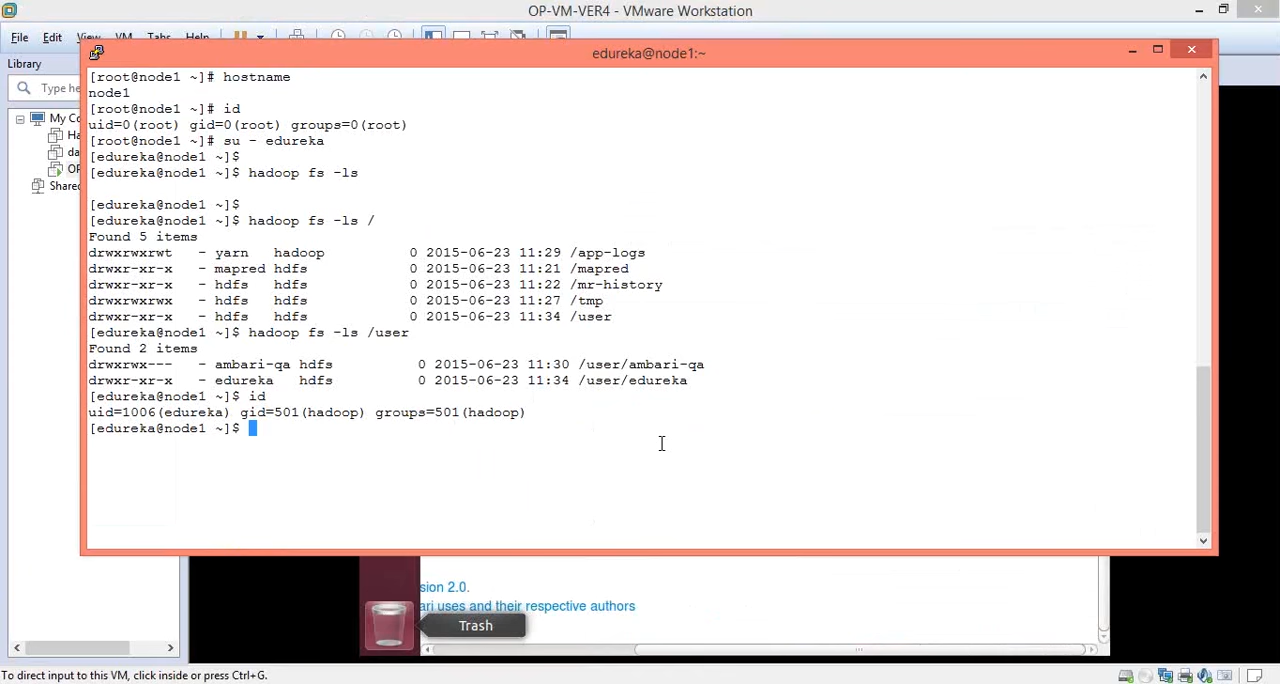 OP-VM-VER4 - VMware Workstation
File Edit View VM Tabs Help
Library
edureka@node1:~
Type he
My Co
Ha
da
OP
Shared
[root@node1 ~]# hostname
node1
[root@node1 ~]# id
uid=0(root) gid=0(root) groups=0(root)
[root@node1 ~]# su - edureka
[edureka@node1 ~]$
[edureka@node1 ~]$ hadoop fs -ls
[edureka@node1 ~]$
[edureka@node1 ~]$ hadoop fs -ls /
Found 5 items
drwxrwxrwt - yarn hadoop 0 2015-06-23 11:29 /app-logs
drwxr-xr-x - mapred hdfs 0 2015-06-23 11:21 /mapred
drwxr-xr-x - hdfs hdfs 0 2015-06-23 11:22 /mr-history
drwxrwxrwx - hdfs hdfs 0 2015-06-23 11:27 /tmp
drwxr-xr-x - hdfs hdfs 0 2015-06-23 11:34 /user
[edureka@node1 ~]$ hadoop fs -ls /user
Found 2 items
drwxrwx--- - ambari-qa hdfs 0 2015-06-23 11:30 /user/ambari-qa
drwxr-xr-x - edureka hdfs 0 2015-06-23 11:34 /user/edureka
[edureka@node1 ~]$ id
uid=1006(edureka) gid=501(hadoop) groups=501(hadoop)
[edureka@node1 ~]$
sion 2.0.
ari uses and their respective authors
Trash
To direct input to this VM, click inside or press Ctrl+G.